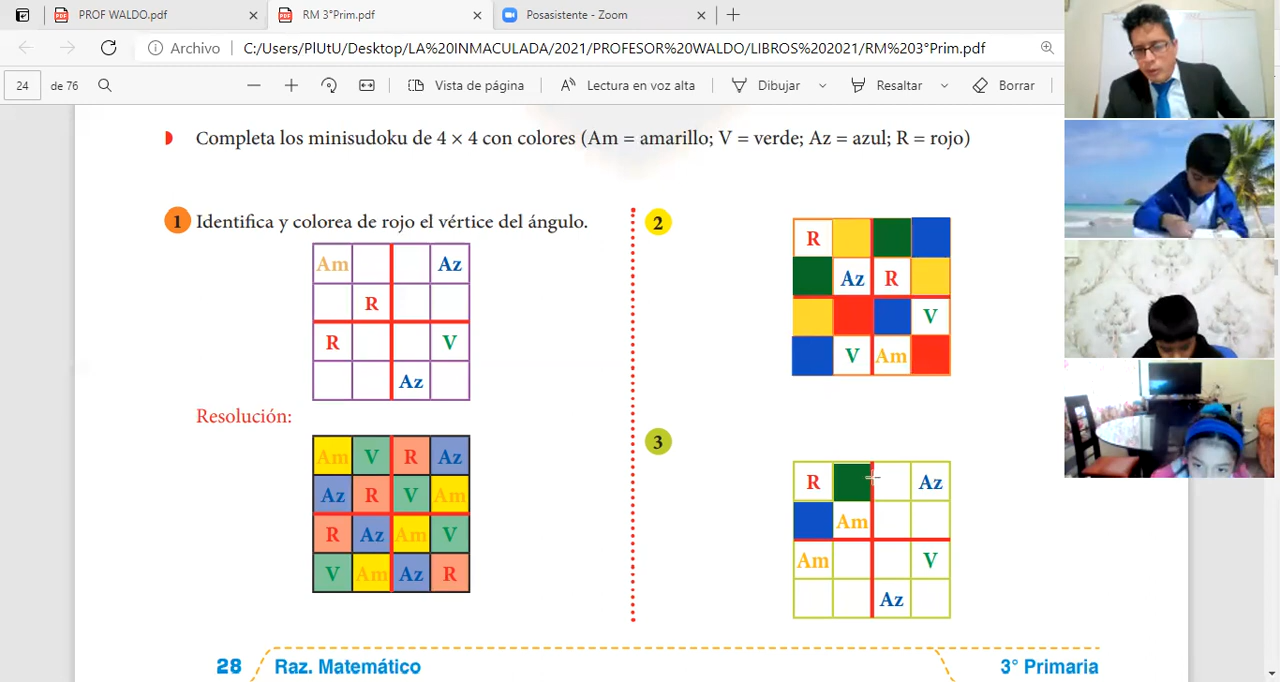 PROF WALDO.pdf
RM 3°Prim.pdf
Posasistente - Zoom
Archivo
C:/Users/PlUtU/Desktop/LA%20INMACULADA/2021/PROFESOR%20WALDO/LIBROS%202021/RM%203°Prim.pdf
24 de 76
Vista de página
Lectura en voz alta
Dibujar
Resaltar
Borrar
Completa los minisudoku de 4 × 4 con colores (Am = amarillo; V = verde; Az = azul; R = rojo)
1 Identifica y colorea de rojo el vértice del ángulo.
Am Az
R
R V
Az
Resolución:
Am V R Az
Az R V Am
R Az Am V
V Am Az R
2
R
Az R
V
V Am
3
R Az
Am
Am V
Az
28 Raz. Matemático
3° Primaria